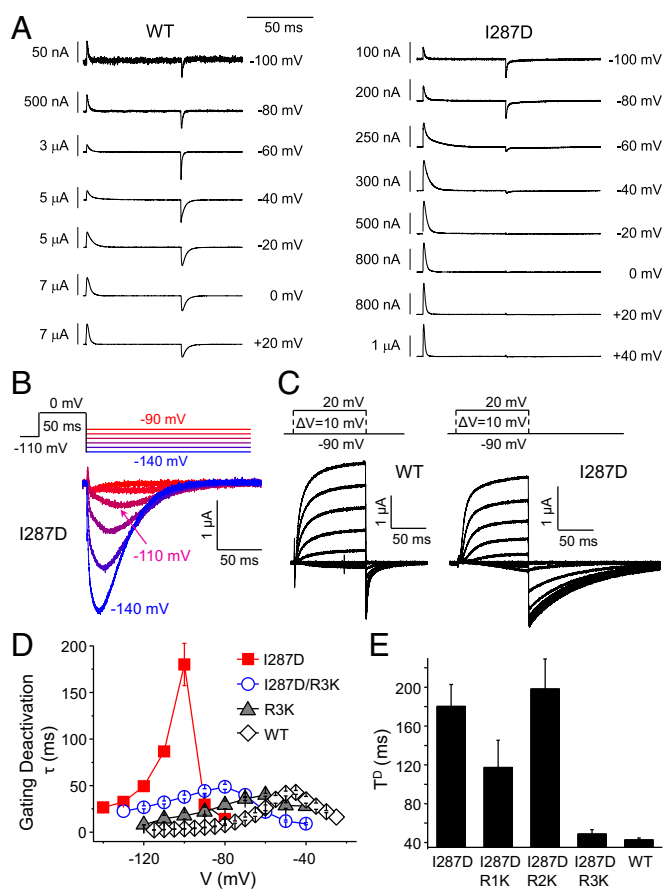 A
WT
50 ms
I287D
50 nA
-100 mV
500 nA
-80 mV
3 µA
-60 mV
5 µA
-40 mV
5 µA
-20 mV
7 µA
0 mV
7 µA
+20 mV
100 nA
-100 mV
200 nA
-80 mV
250 nA
-60 mV
300 nA
-40 mV
500 nA
-20 mV
800 nA
0 mV
800 nA
+20 mV
1 µA
+40 mV
B
0 mV
50 ms
-110 mV
-90 mV
-140 mV
I287D
-110 mV
-140 mV
1 µA
50 ms
C
20 mV
ΔV=10 mV
-90 mV
WT
1 µA
50 ms
20 mV
ΔV=10 mV
-90 mV
I287D
1 µA
50 ms
D
Gating Deactivation
τ (ms)
200
150
100
50
0
I287D
I287D/R3K
R3K
WT
-120
-80
-40
V (mV)
E
Tᴰ (ms)
200
160
120
80
40
I287D
I287D R1K
I287D R2K
I287D R3K
WT